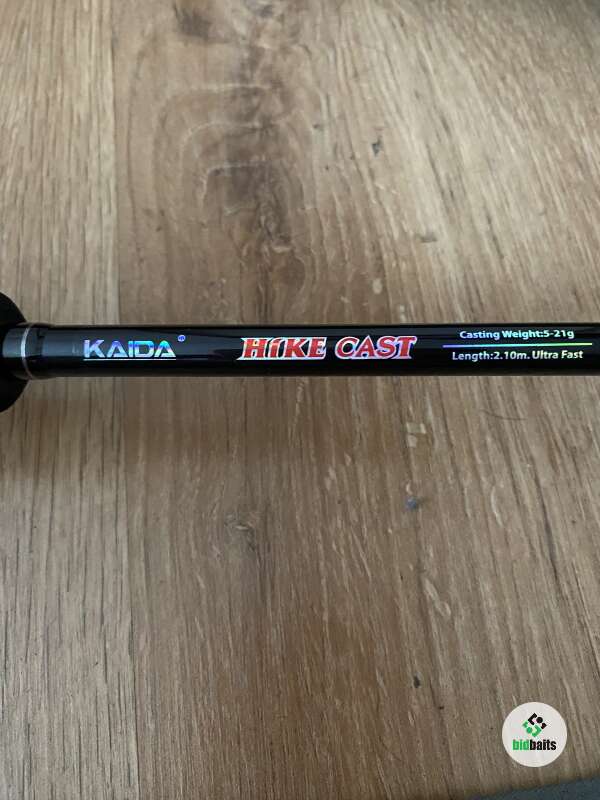 KAIDA®
HiKE CAST
Casting Weight:5-21g
Length:2.10m. Ultra Fast
bidbaits